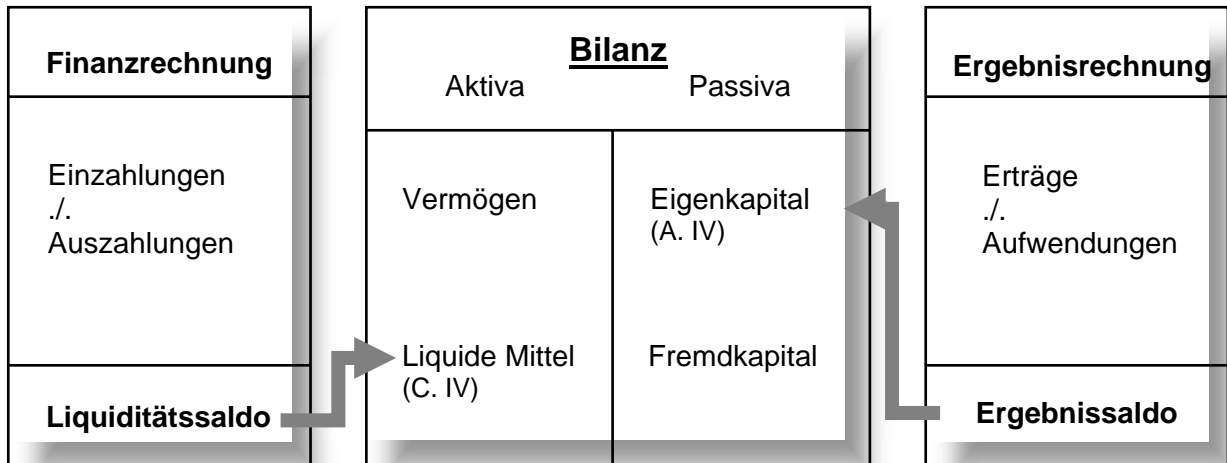 Finanzrechnung
Einzahlungen
./.
Auszahlungen
Liquiditätssaldo
Bilanz
Aktiva Passiva
Vermögen
Eigenkapital
(A. IV)
Liquide Mittel
(C. IV)
Fremdkapital
Ergebnisrechnung
Erträge
./.
Aufwendungen
Ergebnissaldo